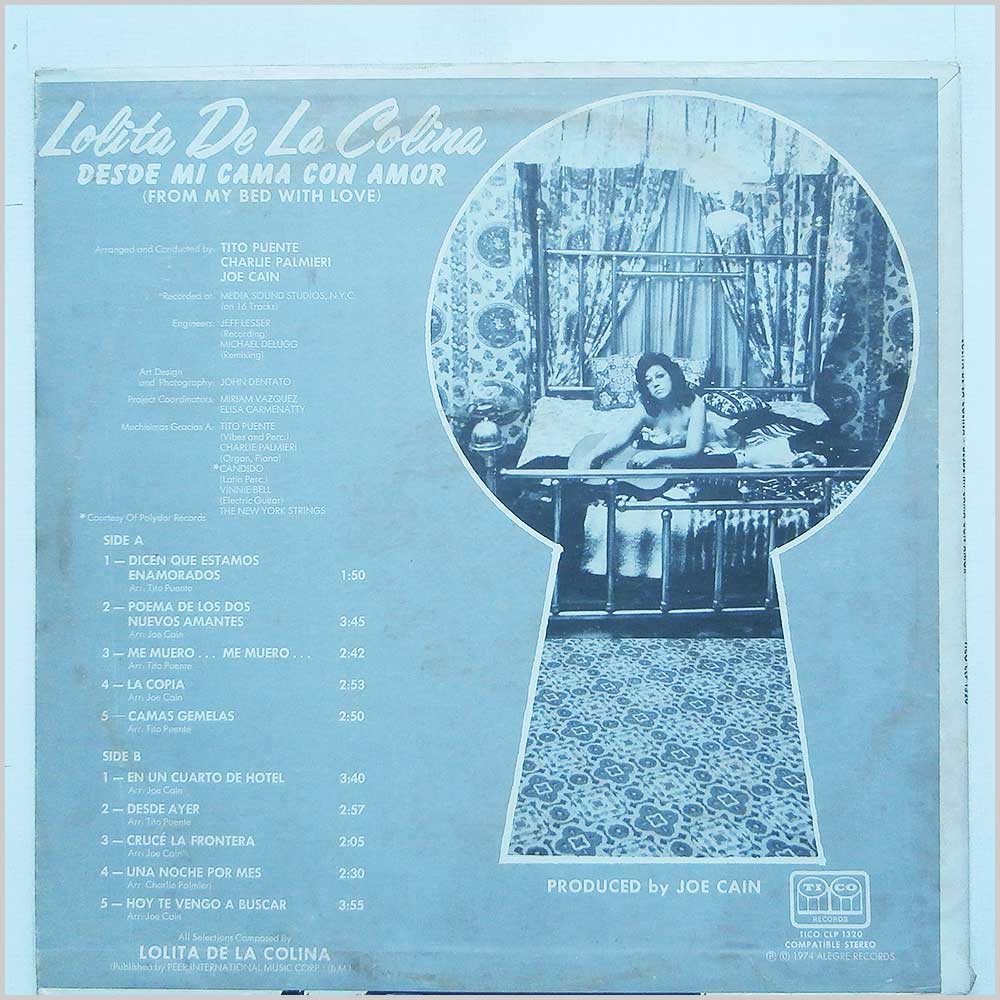 Lolita De La Colina
DESDE MI CAMA CON AMOR
(FROM MY BED WITH LOVE)
Arranged and Conducted by: TITO PUENTE
CHARLIE PALMIERI
JOE CAIN
*Recorded at: MEDIA SOUND STUDIOS, N.Y.C.
(on 16 Tracks)
Engineers: JEFF LESSER
(Recording)
MICHAEL DELUGG
(Remixing)
Art Design
and Photography: JOHN DENTATO
Project Coordinators: MIRIAM VAZQUEZ
ELISA CARMENATTY
Muchisimas Gracias A: TITO PUENTE
(Vibes and Perc.)
CHARLIE PALMIERI
(Organ, Piano)
*CANDIDO
(Latin Perc.)
VINNIE BELL
(Electric Guitar)
THE NEW YORK STRINGS
* Courtesy Of Polydor Records
SIDE A
1 — DICEN QUE ESTAMOS
ENAMORADOS 1:50
Arr: Tito Puente
2 — POEMA DE LOS DOS
NUEVOS AMANTES 3:45
Arr: Joe Cain
3 — ME MUERO . . . ME MUERO . . . 2:42
Arr: Tito Puente
4 — LA COPIA 2:53
Arr: Joe Cain
5 — CAMAS GEMELAS 2:50
Arr: Tito Puente
SIDE B
1 — EN UN CUARTO DE HOTEL 3:40
Arr: Joe Cain
2 — DESDE AYER 2:57
Arr: Tito Puente
3 — CRUCÉ LA FRONTERA 2:05
Arr: Joe Cain
4 — UNA NOCHE POR MES 2:30
Arr: Charlie Palmieri
5 — HOY TE VENGO A BUSCAR 3:55
Arr: Joe Cain
All Selections Composed By
LOLITA DE LA COLINA
(Published by PEER INTERNATIONAL MUSIC CORP.
PRODUCED by JOE CAIN
TICO
RECORDS
TICO CLP 1320
COMPATIBLE STEREO
Ⓟ © 1974 ALEGRE RECORDS